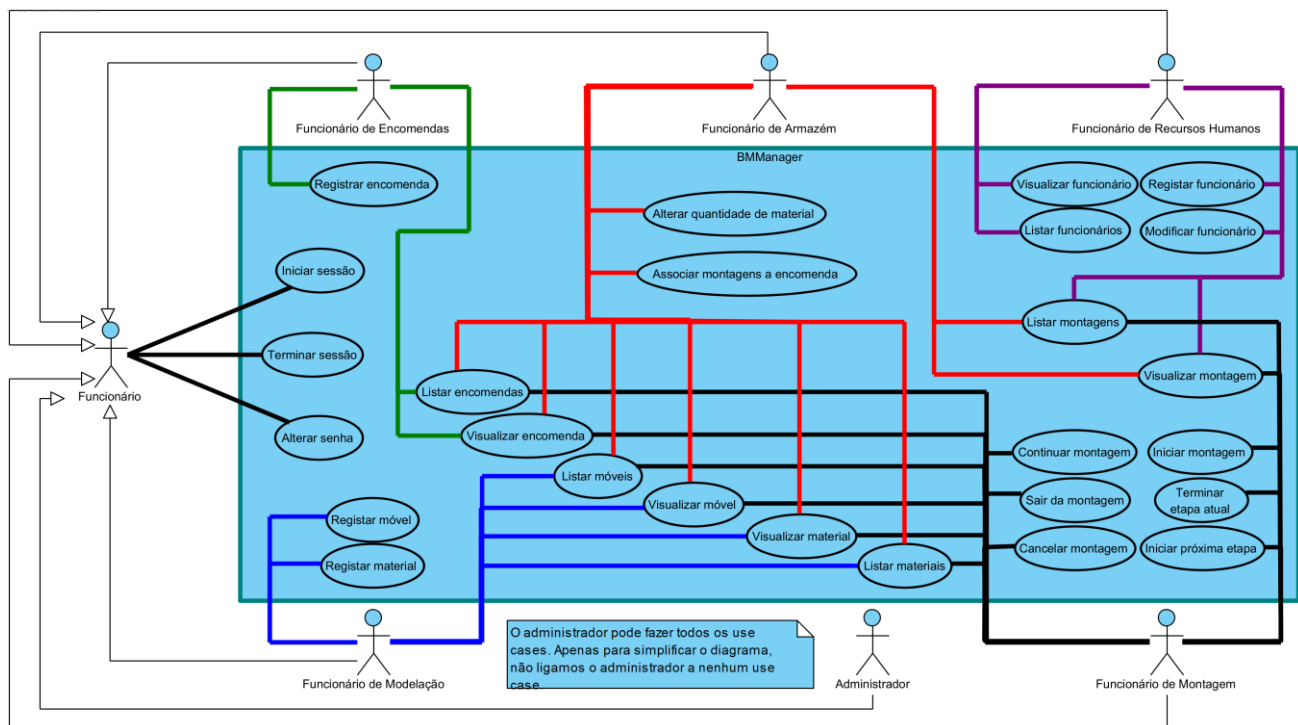 Funcionário de Encomendas
Funcionário de Armazém
Funcionário de Recursos Humanos
BMManager
Registrar encomenda
Visualizar funcionário
Registar funcionário
Alterar quantidade de material
Listar funcionários
Modificar funcionário
Iniciar sessão
Associar montagens a encomenda
Listar montagens
Terminar sessão
Visualizar montagem
Funcionário
Listar encomendas
Alterar senha
Visualizar encomenda
Continuar montagem
Iniciar montagem
Listar móveis
Visualizar móvel
Sair da montagem
Terminar
etapa atual
Registar móvel
Visualizar material
Cancelar montagem
Iniciar próxima etapa
Registar material
Listar materiais
O administrador pode fazer todos os use
cases. Apenas para simplificar o diagrama,
não ligamos o administrador a nenhum use
case.
Funcionário de Modelação
Administrador
Funcionário de Montagem